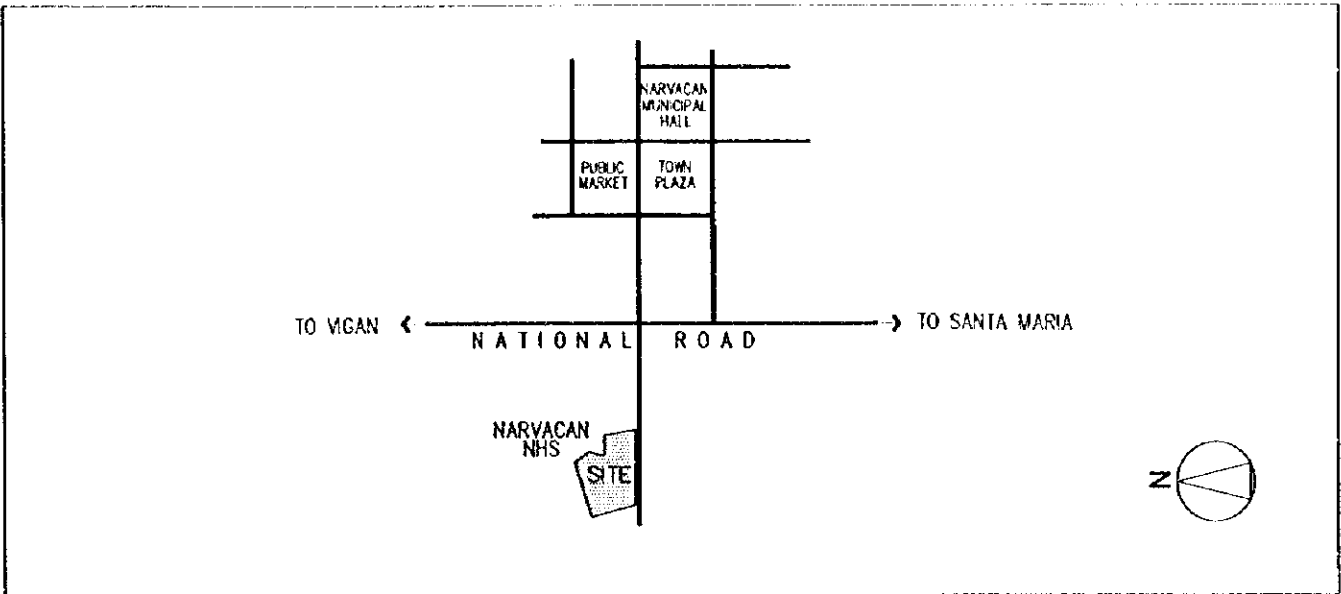 NARVACAN
MUNICIPAL
HALL
PUBLIC
MARKET
TOWN
PLAZA
TO VIGAN
NATIONAL ROAD
TO SANTA MARIA
NARVACAN
NHS
SITE
N